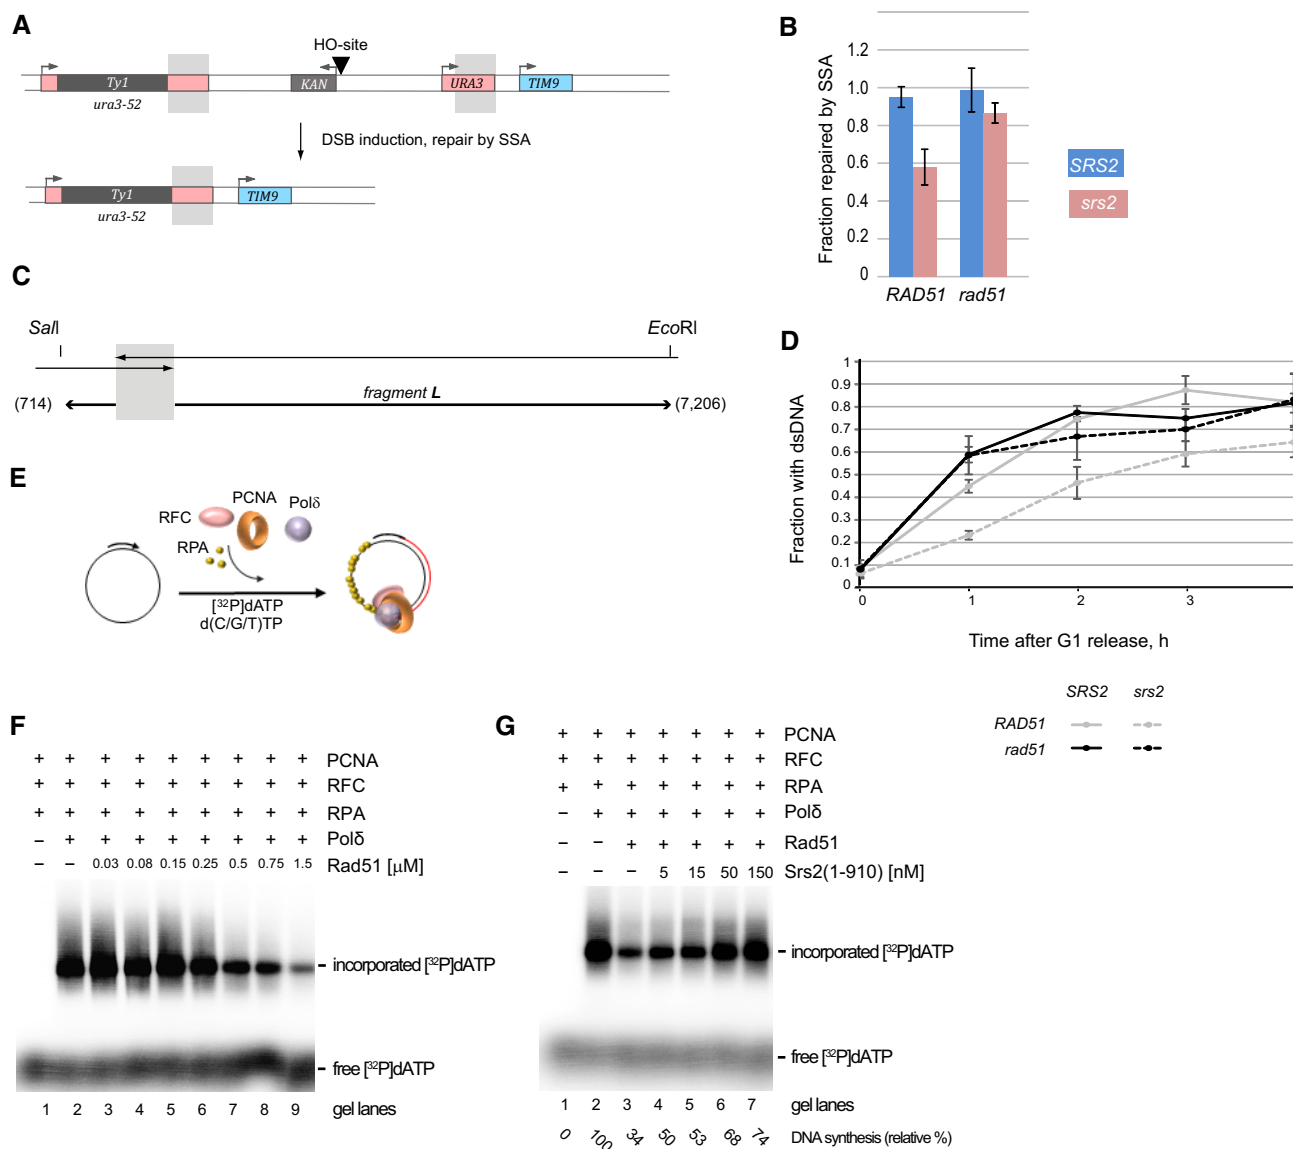 A
HO-site
Ty1
KAN
URA3
TIM9
ura3-52
DSB induction, repair by SSA
Ty1
TIM9
ura3-52
B
Fraction repaired by SSA
1.2
1.0
0.8
0.6
0.4
0.2
0
RAD51 rad51
SRS2
srs2
C
SalI
EcoRI
fragment L
(714)
(7,206)
D
Fraction with dsDNA
1
0.9
0.8
0.7
0.6
0.5
0.4
0.3
0.2
0.1
0
0 1 2 3
Time after G1 release, h
SRS2 srs2
RAD51
rad51
E
RFC
PCNA
Polδ
RPA
[³²P]dATP
d(C/G/T)TP
F
+ + + + + + + + + PCNA
+ + + + + + + + + RFC
+ + + + + + + + + RPA
– + + + + + + + + Polδ
– – 0.03 0.08 0.15 0.25 0.5 0.75 1.5 Rad51 [μM]
incorporated [³²P]dATP
free [³²P]dATP
1 2 3 4 5 6 7 8 9 gel lanes
G
+ + + + + + + PCNA
+ + + + + + + RFC
+ + + + + + + RPA
– + + + + + + Polδ
– – + + + + + Rad51
– – – 5 15 50 150 Srs2(1-910) [nM]
incorporated [³²P]dATP
free [³²P]dATP
1 2 3 4 5 6 7 gel lanes
0 100 34 50 53 68 74 DNA synthesis (relative %)